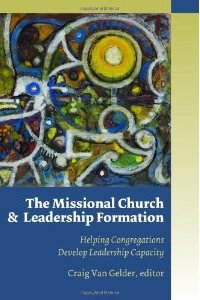 The Missional Church
& Leadership Formation
Helping Congregations
Develop Leadership Capacity
Craig Van Gelder, editor